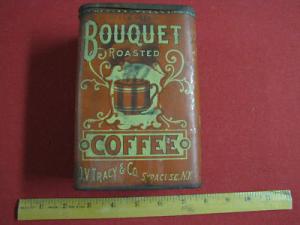 BOUQUET
ROASTED
COFFEE
O.V. TRACY & CO. SYRACUSE. N.Y.